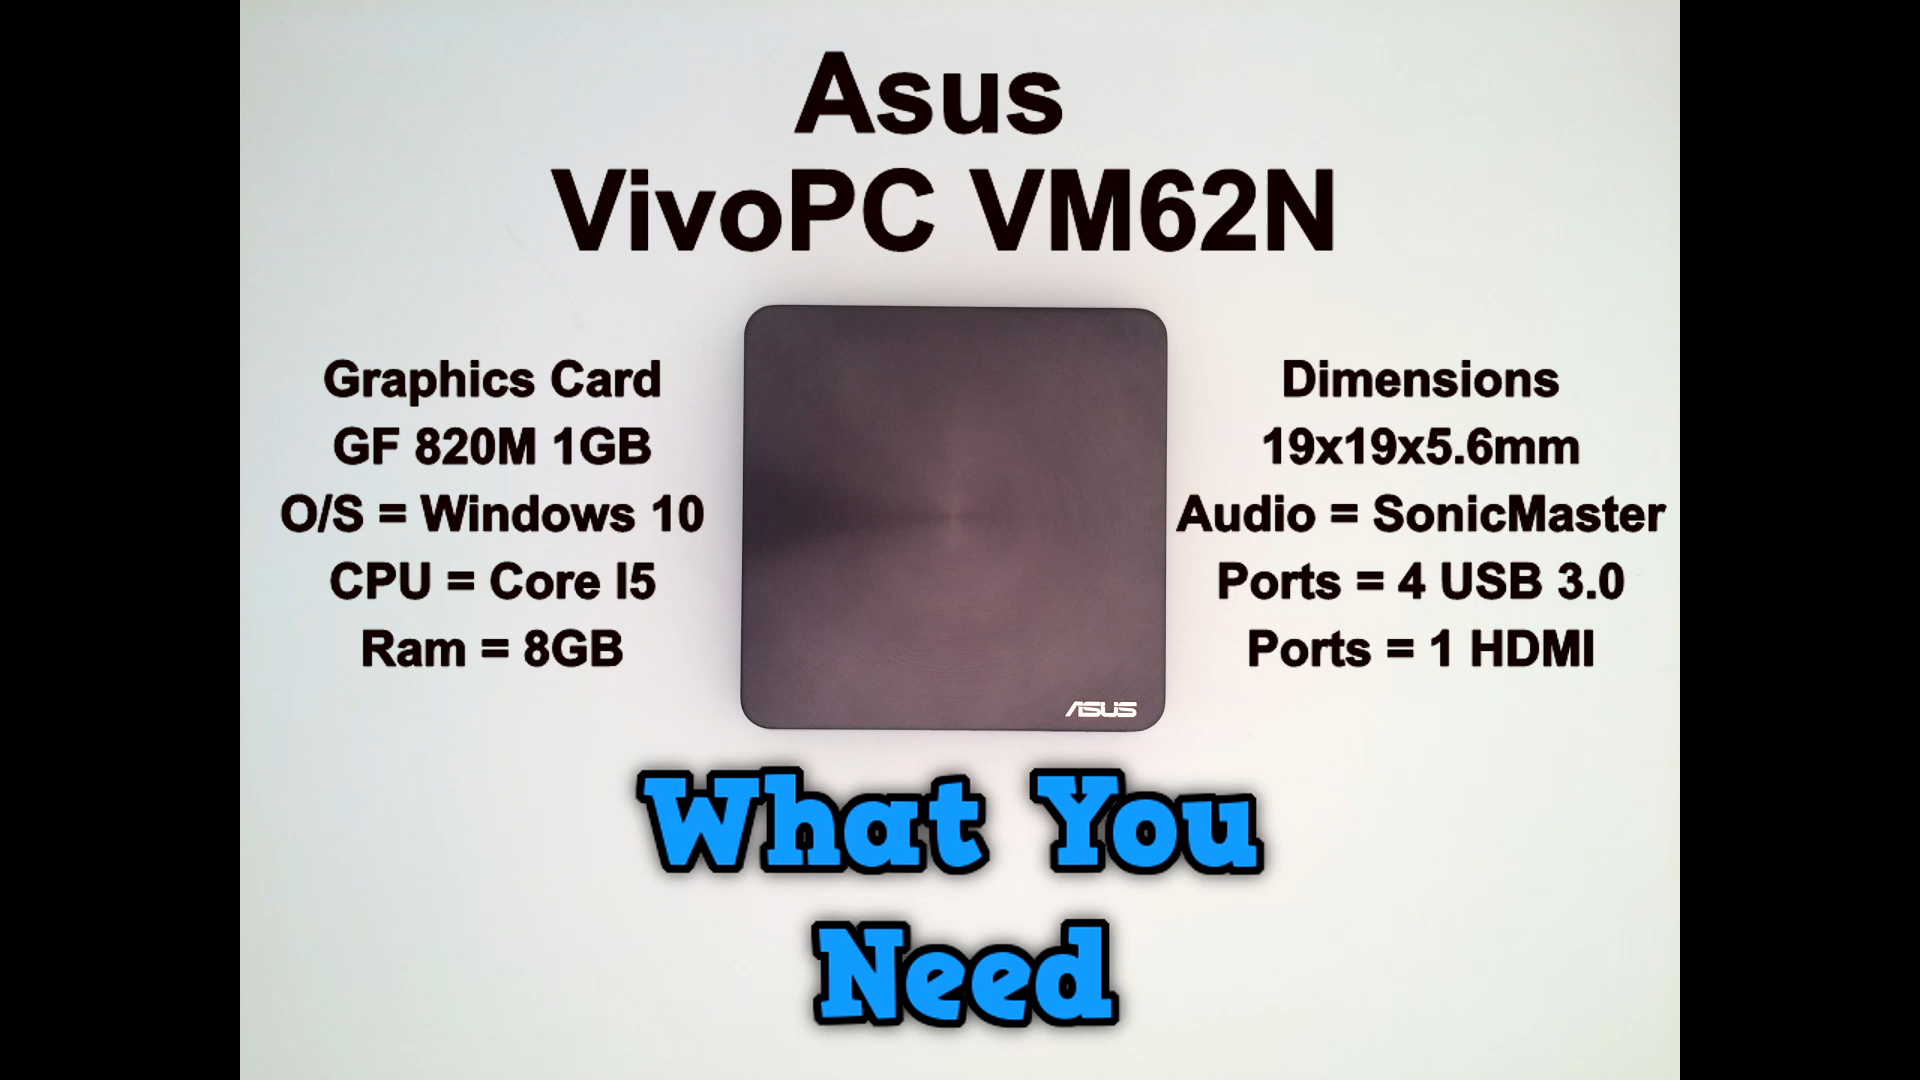 Asus
VivoPC VM62N
Graphics Card
GF 820M 1GB
O/S = Windows 10
CPU = Core I5
Ram = 8GB
Dimensions
19x19x5.6mm
Audio = SonicMaster
Ports = 4 USB 3.0
Ports = 1 HDMI
ASUS
What You
Need